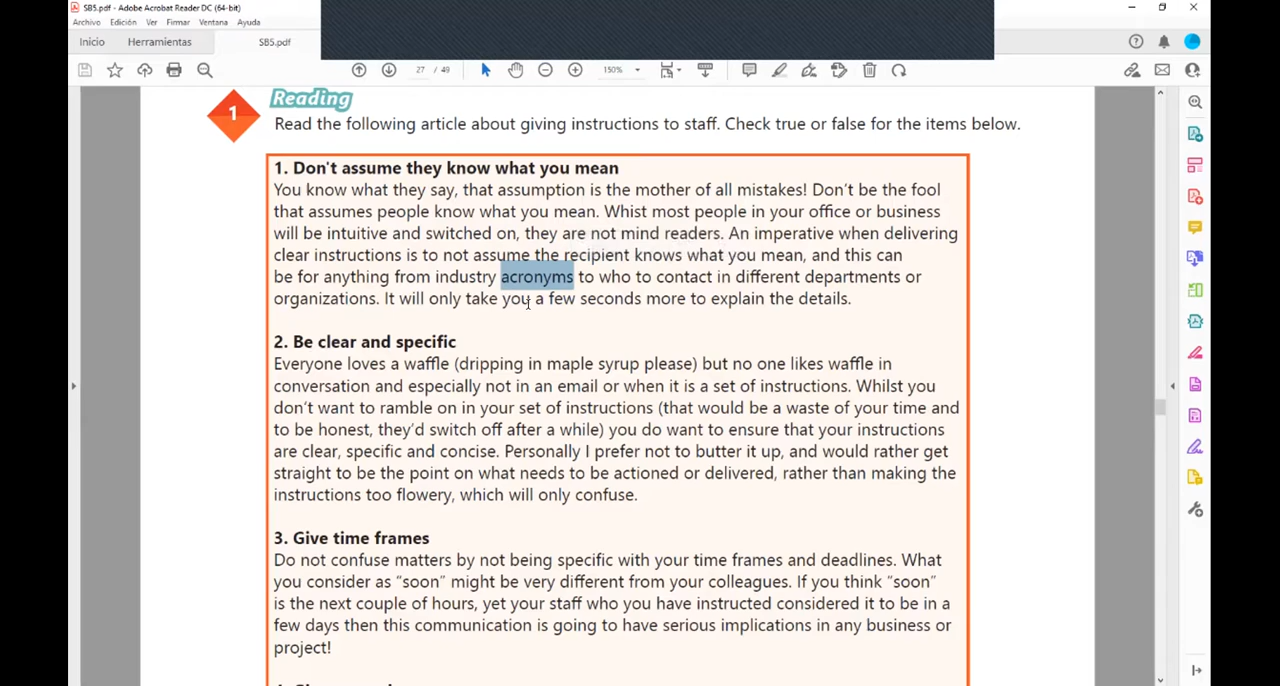 SB5.pdf - Adobe Acrobat Reader DC (64-bit)
Archivo Edición Ver Firmar Ventana Ayuda
Inicio Herramientas SB5.pdf
27 / 49 150%
1 Reading
Read the following article about giving instructions to staff. Check true or false for the items below.
1. Don't assume they know what you mean
You know what they say, that assumption is the mother of all mistakes! Don't be the fool
that assumes people know what you mean. Whist most people in your office or business
will be intuitive and switched on, they are not mind readers. An imperative when delivering
clear instructions is to not assume the recipient knows what you mean, and this can
be for anything from industry acronyms to who to contact in different departments or
organizations. It will only take you a few seconds more to explain the details.
2. Be clear and specific
Everyone loves a waffle (dripping in maple syrup please) but no one likes waffle in
conversation and especially not in an email or when it is a set of instructions. Whilst you
don't want to ramble on in your set of instructions (that would be a waste of your time and
to be honest, they'd switch off after a while) you do want to ensure that your instructions
are clear, specific and concise. Personally I prefer not to butter it up, and would rather get
straight to be the point on what needs to be actioned or delivered, rather than making the
instructions too flowery, which will only confuse.
3. Give time frames
Do not confuse matters by not being specific with your time frames and deadlines. What
you consider as “soon” might be very different from your colleagues. If you think “soon”
is the next couple of hours, yet your staff who you have instructed considered it to be in a
few days then this communication is going to have serious implications in any business or
project!